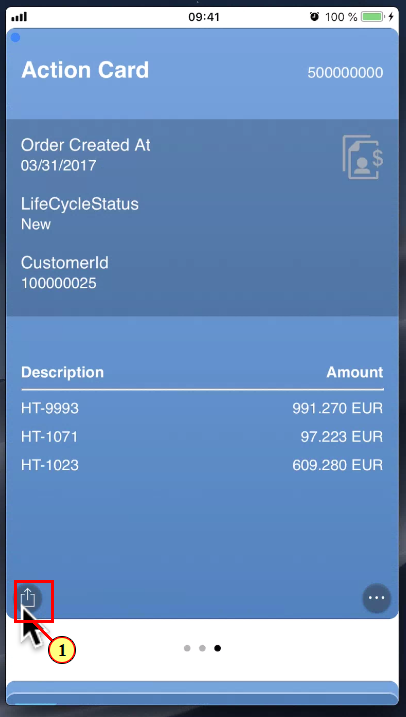 09:41
100 %
Action Card
500000000
Order Created At
03/31/2017
$
LifeCycleStatus
New
CustomerId
100000025
Description Amount
HT-9993 991.270 EUR
HT-1071 97.223 EUR
HT-1023 609.280 EUR
1